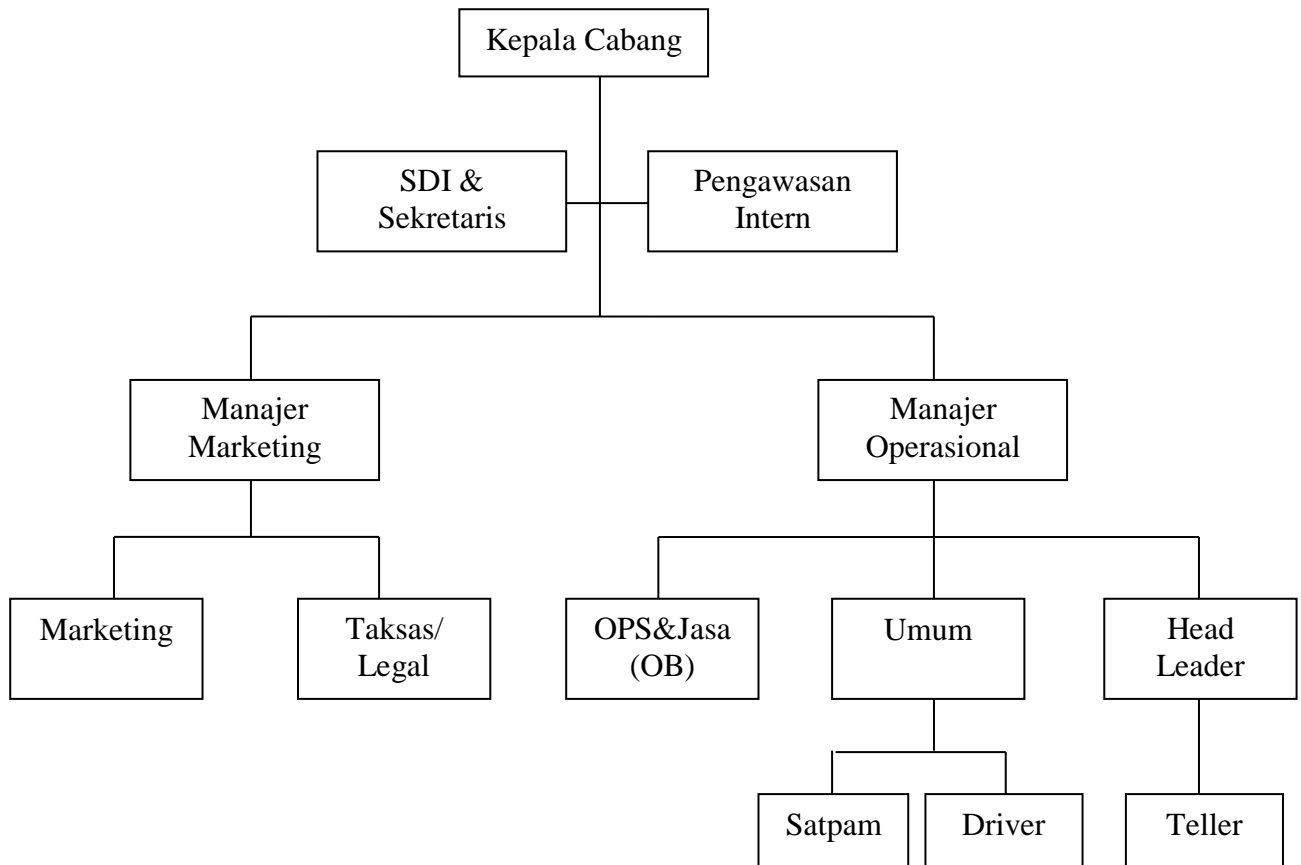 Kepala Cabang
SDI &
Sekretaris
Pengawasan
Intern
Manajer
Marketing
Manajer
Operasional
Marketing
Taksas/
Legal
OPS&Jasa
(OB)
Umum
Head
Leader
Satpam
Driver
Teller